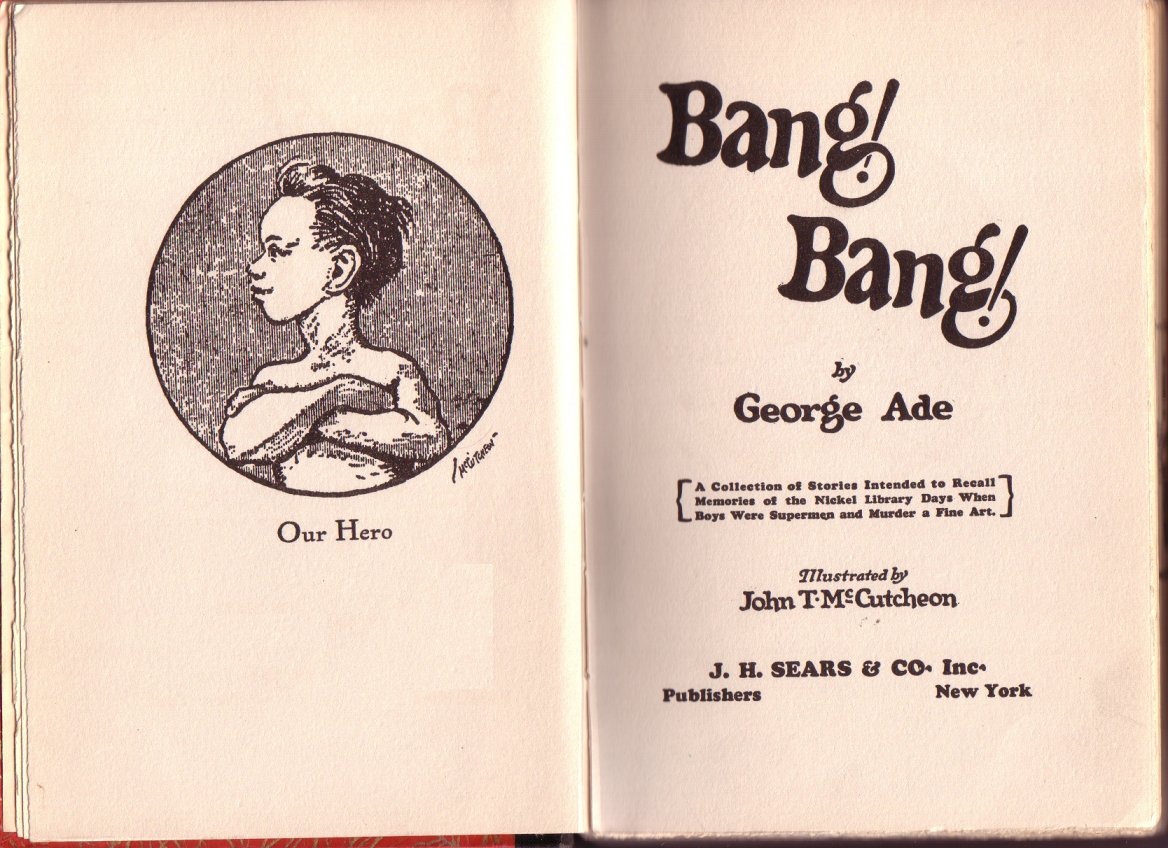 McCUTCHEON
Our Hero
Bang!
Bang!
by
George Ade
A Collection of Stories Intended to Recall
Memories of the Nickel Library Days When
Boys Were Supermen and Murder a Fine Art.
Illustrated by
John T. McCutcheon
J. H. SEARS & CO. Inc.
Publishers New York